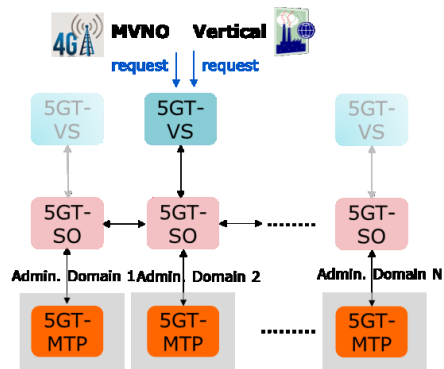 4G
MVNO
Vertical
request
request
5GT-
VS
5GT-
VS
5GT-
VS
5GT-
SO
5GT-
SO
5GT-
SO
Admin. Domain 1
Admin. Domain 2
Admin. Domain N
5GT-
MTP
5GT-
MTP
5GT-
MTP